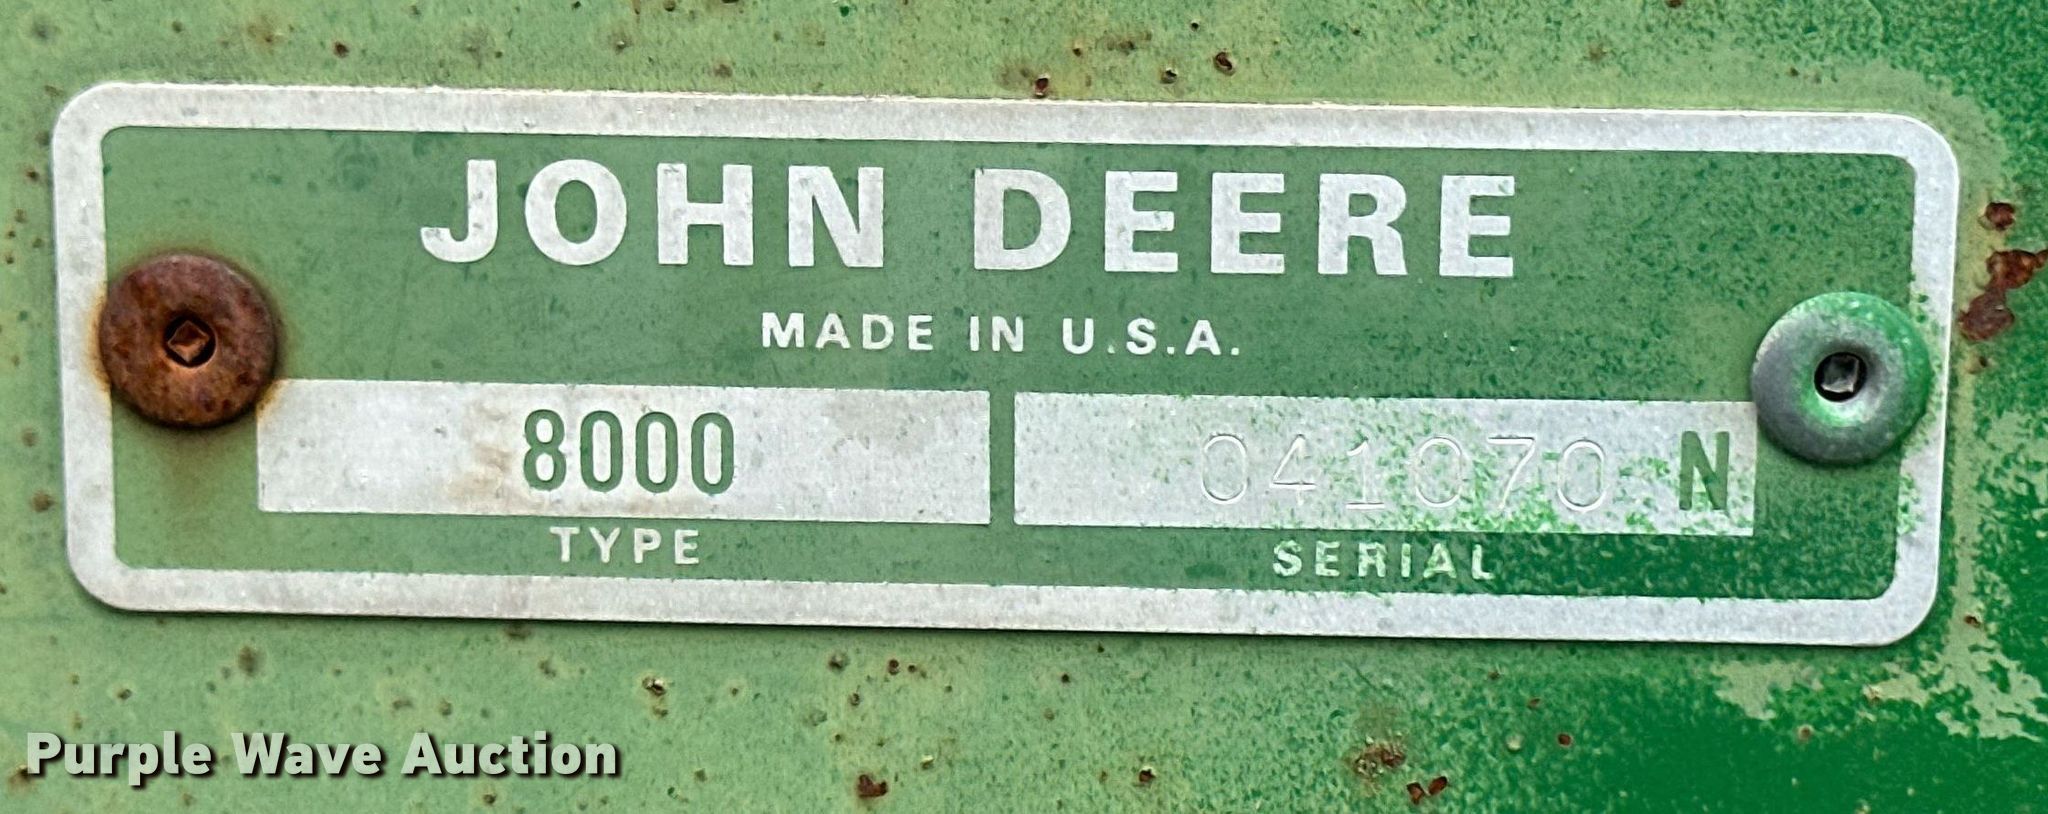 JOHN DEERE
MADE IN U.S.A.
8000 041070 N
TYPE SERIAL
Purple Wave Auction